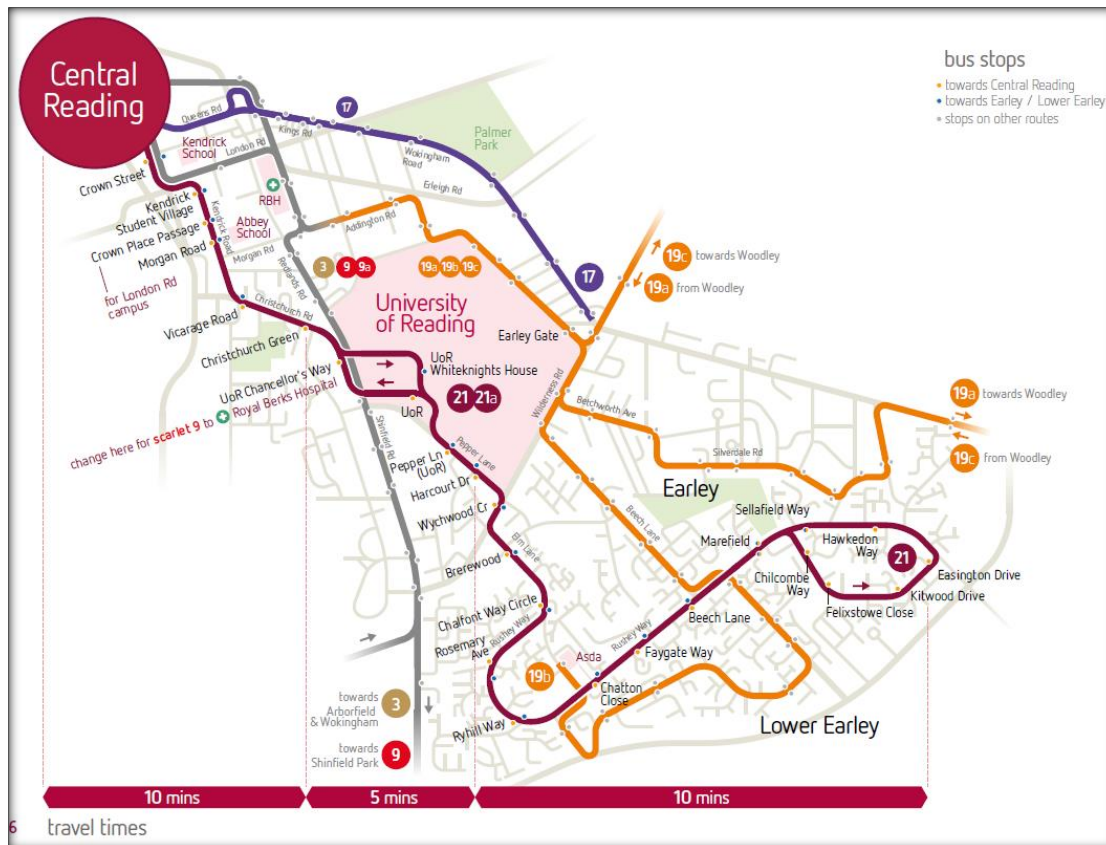 Central
Reading
bus stops
towards Central Reading
towards Earley / Lower Earley
stops on other routes
17
Queens Rd
Kings Rd
Palmer
Park
Kendrick
School
London Rd
Wokingham
Road
Erleigh Rd
Crown Street
RBH
Kendrick
Student Village
Kendrick Road
Abbey
School
Addington Rd
Crown Place Passage
Morgan Road
Morgan Rd
Redlands Rd
for London Rd
campus
3
9
9a
19a
19b
19c
17
19c
towards Woodley
19a
from Woodley
University
of Reading
Vicarage Road
Christchurch Rd
Christchurch Green
Earley Gate
UoR
Whiteknights House
UoR Chancellor's Way
change here for scarlet 9 to Royal Berks Hospital
UoR
21
21a
Wilderness Rd
Beechworth Ave
19a
towards Woodley
19c
from Woodley
Shinfield Rd
Pepper Ln
(UoR)
Pepper Lane
Silverdale Rd
Harcourt Dr
Earley
Wychwood Cr
Sellafield Way
Beech Lane
Marefield
Hawkedon
Way
21
Elm Lane
Brerewood
Chilcombe
Way
Easington Drive
Kitwood Drive
Felixstowe Close
Chalfont Way Circle
Beech Lane
Rosemary
Ave
Rushey Way
Rushey Way
Asda
Faygate Way
19b
Chatton
Close
towards
Arborfield
& Wokingham
3
Ryhill Way
Lower Earley
towards
Shinfield Park
9
10 mins
5 mins
10 mins
6
travel times